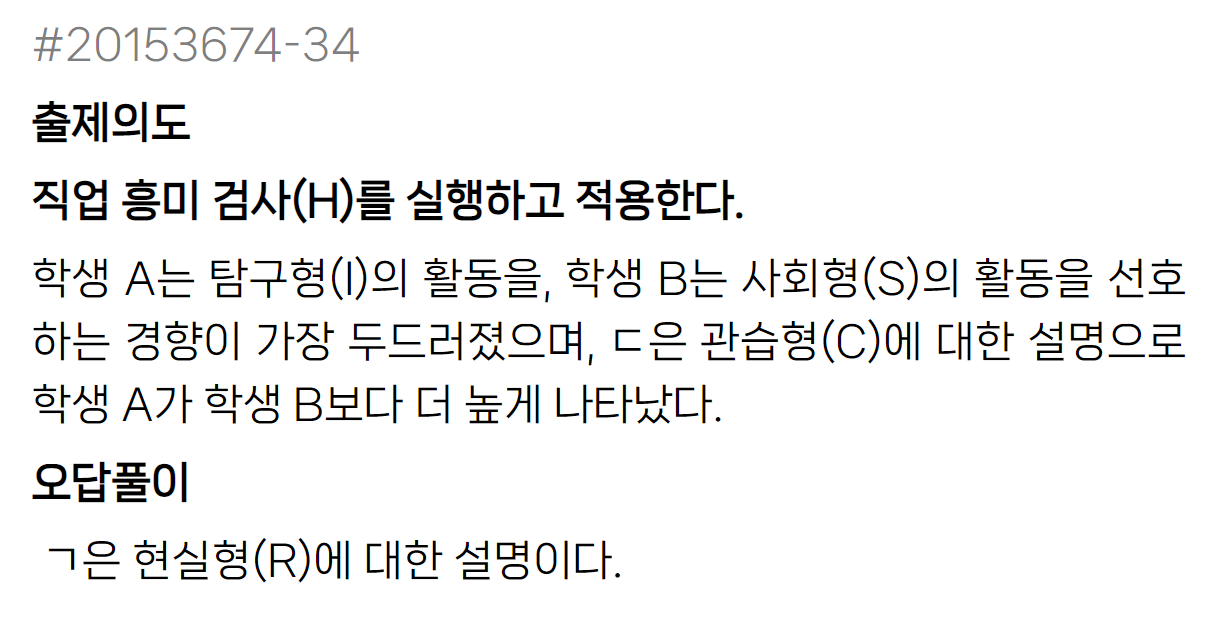 #20153674-34
출제의도
직업 흥미 검사(H)를 실행하고 적용한다.
학생 A는 탐구형(I)의 활동을, 학생 B는 사회형(S)의 활동을 선호
하는 경향이 가장 두드러졌으며, ㄷ은 관습형(C)에 대한 설명으로
학생 A가 학생 B보다 더 높게 나타났다.
오답풀이
ㄱ은 현실형(R)에 대한 설명이다.